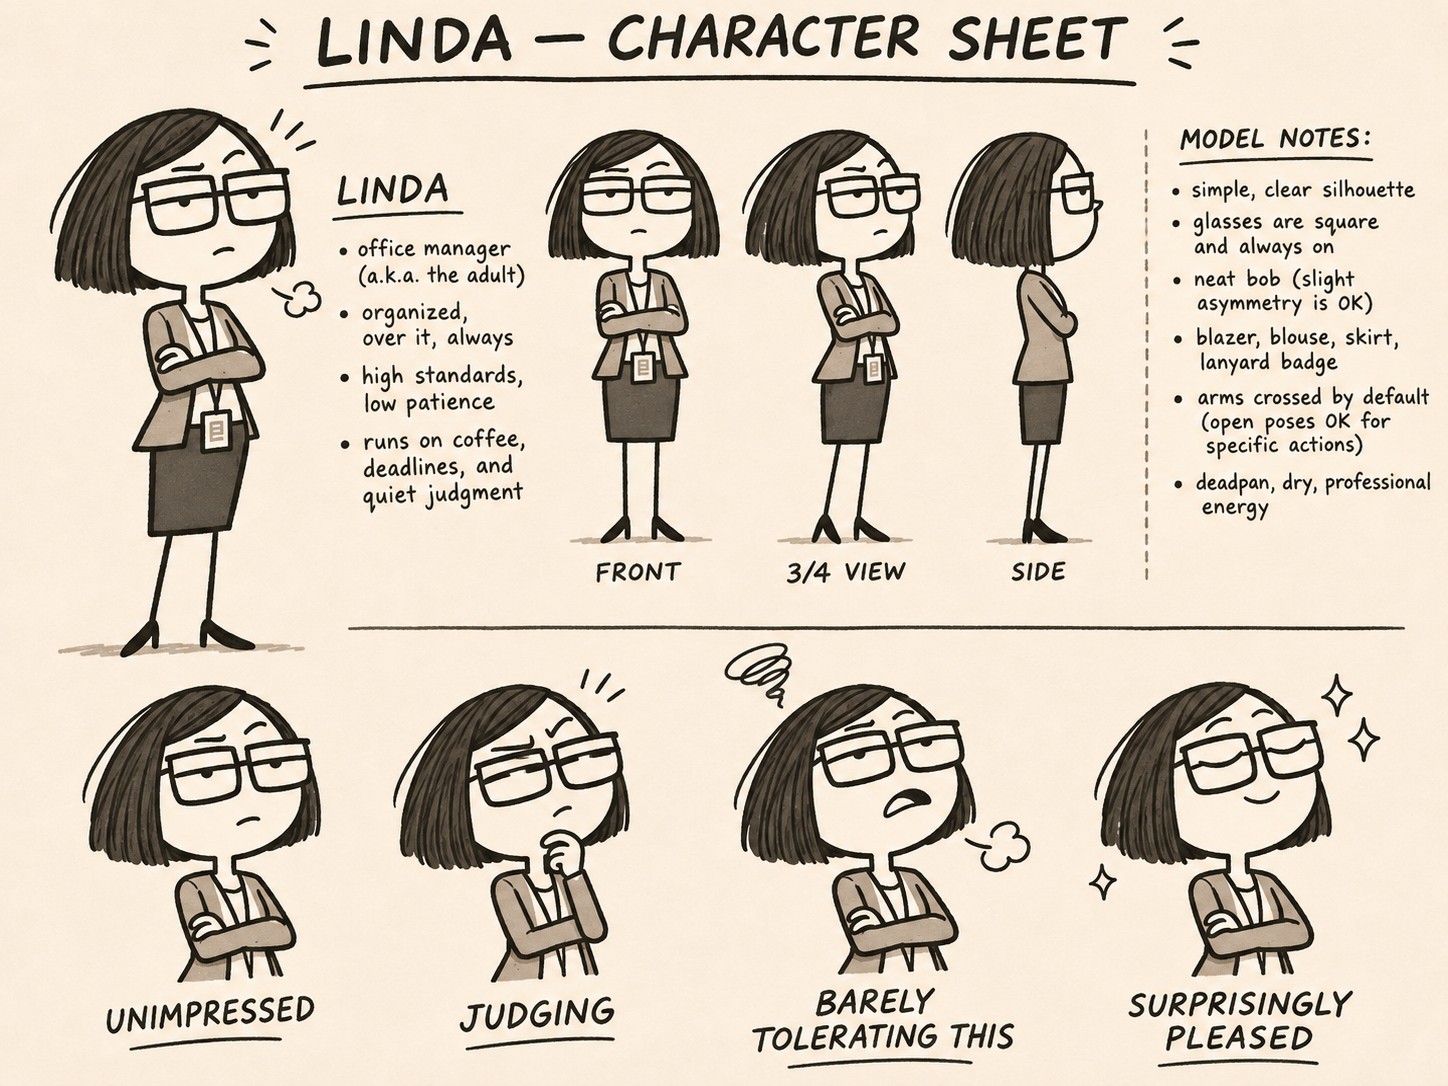 LINDA — CHARACTER SHEET
LINDA
• office manager
(a.k.a. the adult)
• organized,
over it, always
• high standards,
low patience
• runs on coffee,
deadlines, and
quiet judgment
FRONT
3/4 VIEW
SIDE
MODEL NOTES:
• simple, clear silhouette
• glasses are square
and always on
• neat bob (slight
asymmetry is OK)
• blazer, blouse, skirt,
lanyard badge
• arms crossed by default
(open poses OK for
specific actions)
• deadpan, dry, professional
energy
UNIMPRESSED
JUDGING
BARELY
TOLERATING THIS
SURPRISINGLY
PLEASED